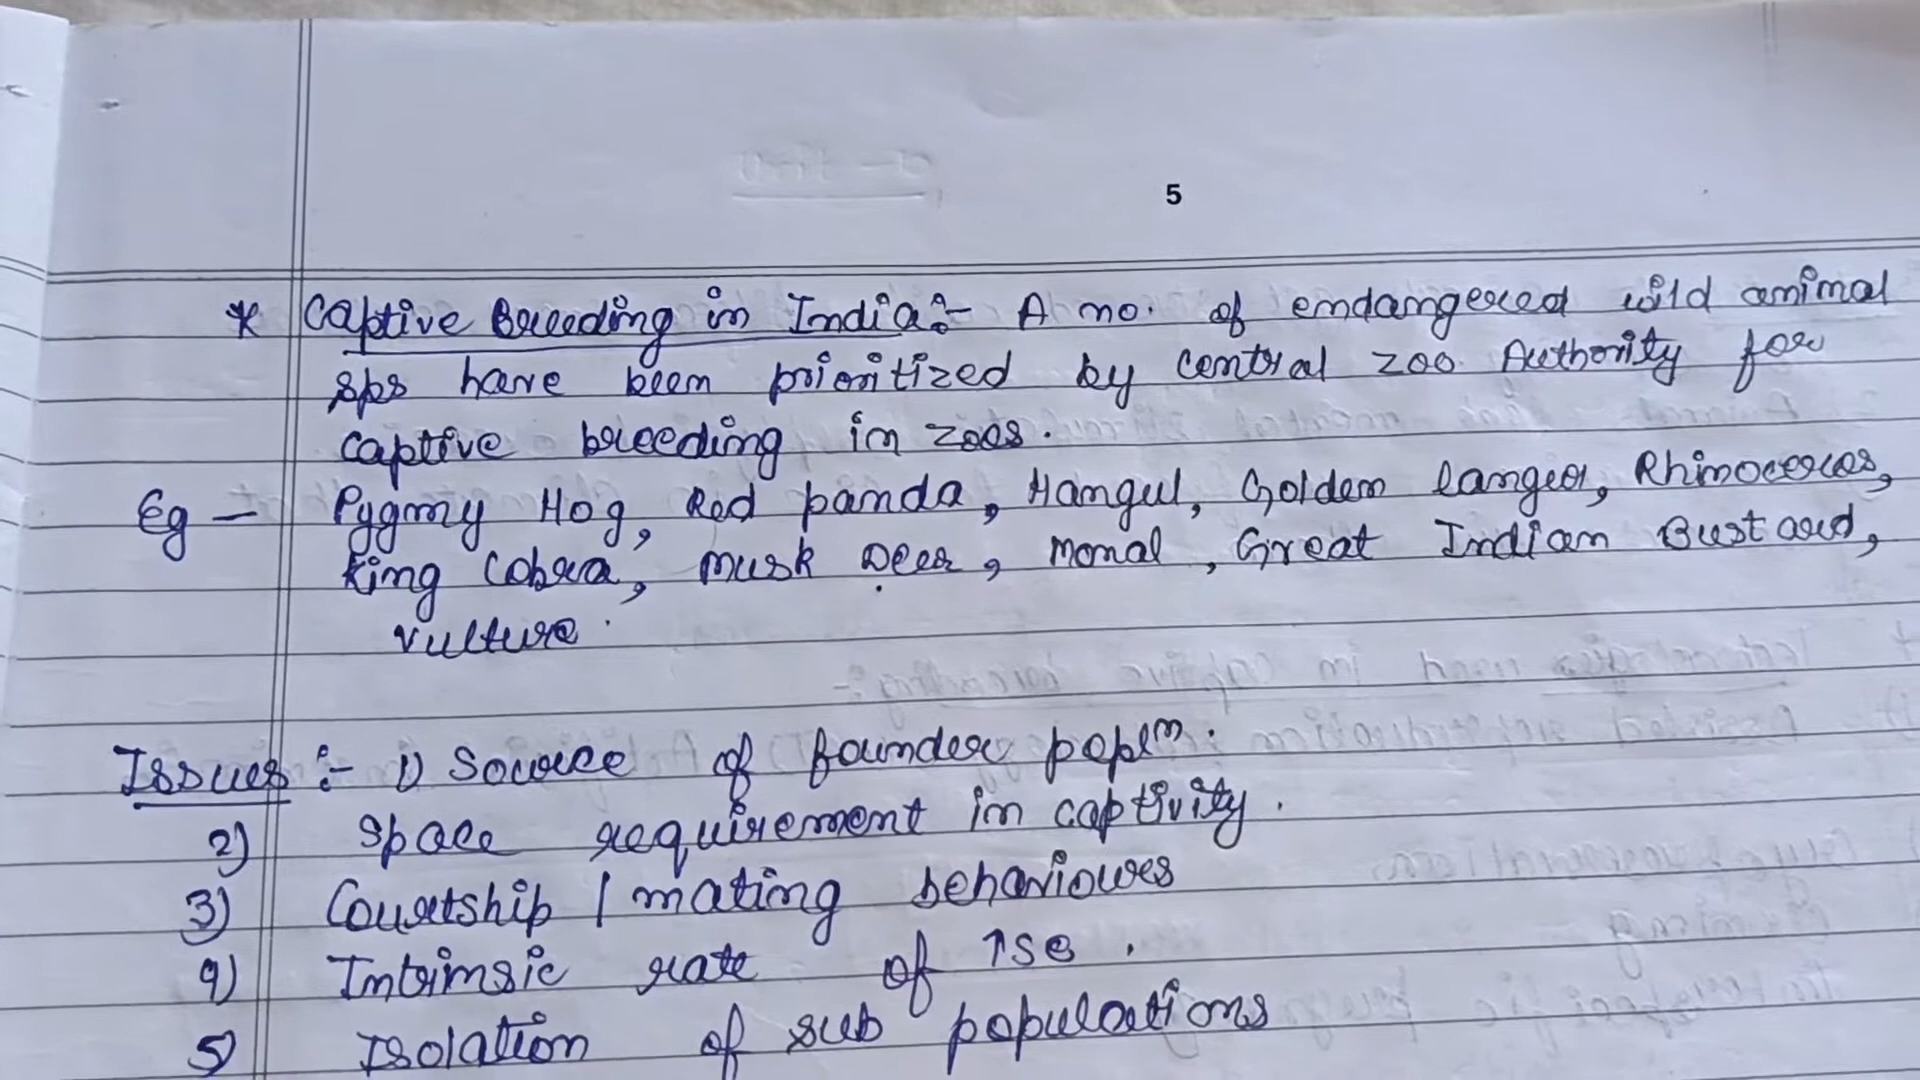 5
* Captive Breeding in India:- A no. of endangered wild animal
sps have been prioritized by central zoo Authority for
captive breeding in zoos.
Eg - Pygmy Hog, Red panda, Hangul, Golden langur, Rhinoceros,
King Cobra, Musk Deer, Monal, Great Indian Bustard,
vulture.
Issues :- 1) Source of founder popln.
2) Space requirement in captivity.
3) Courtship / mating behaviours
4) Intrinsic rate of ↑se.
5) Isolation of sub populations